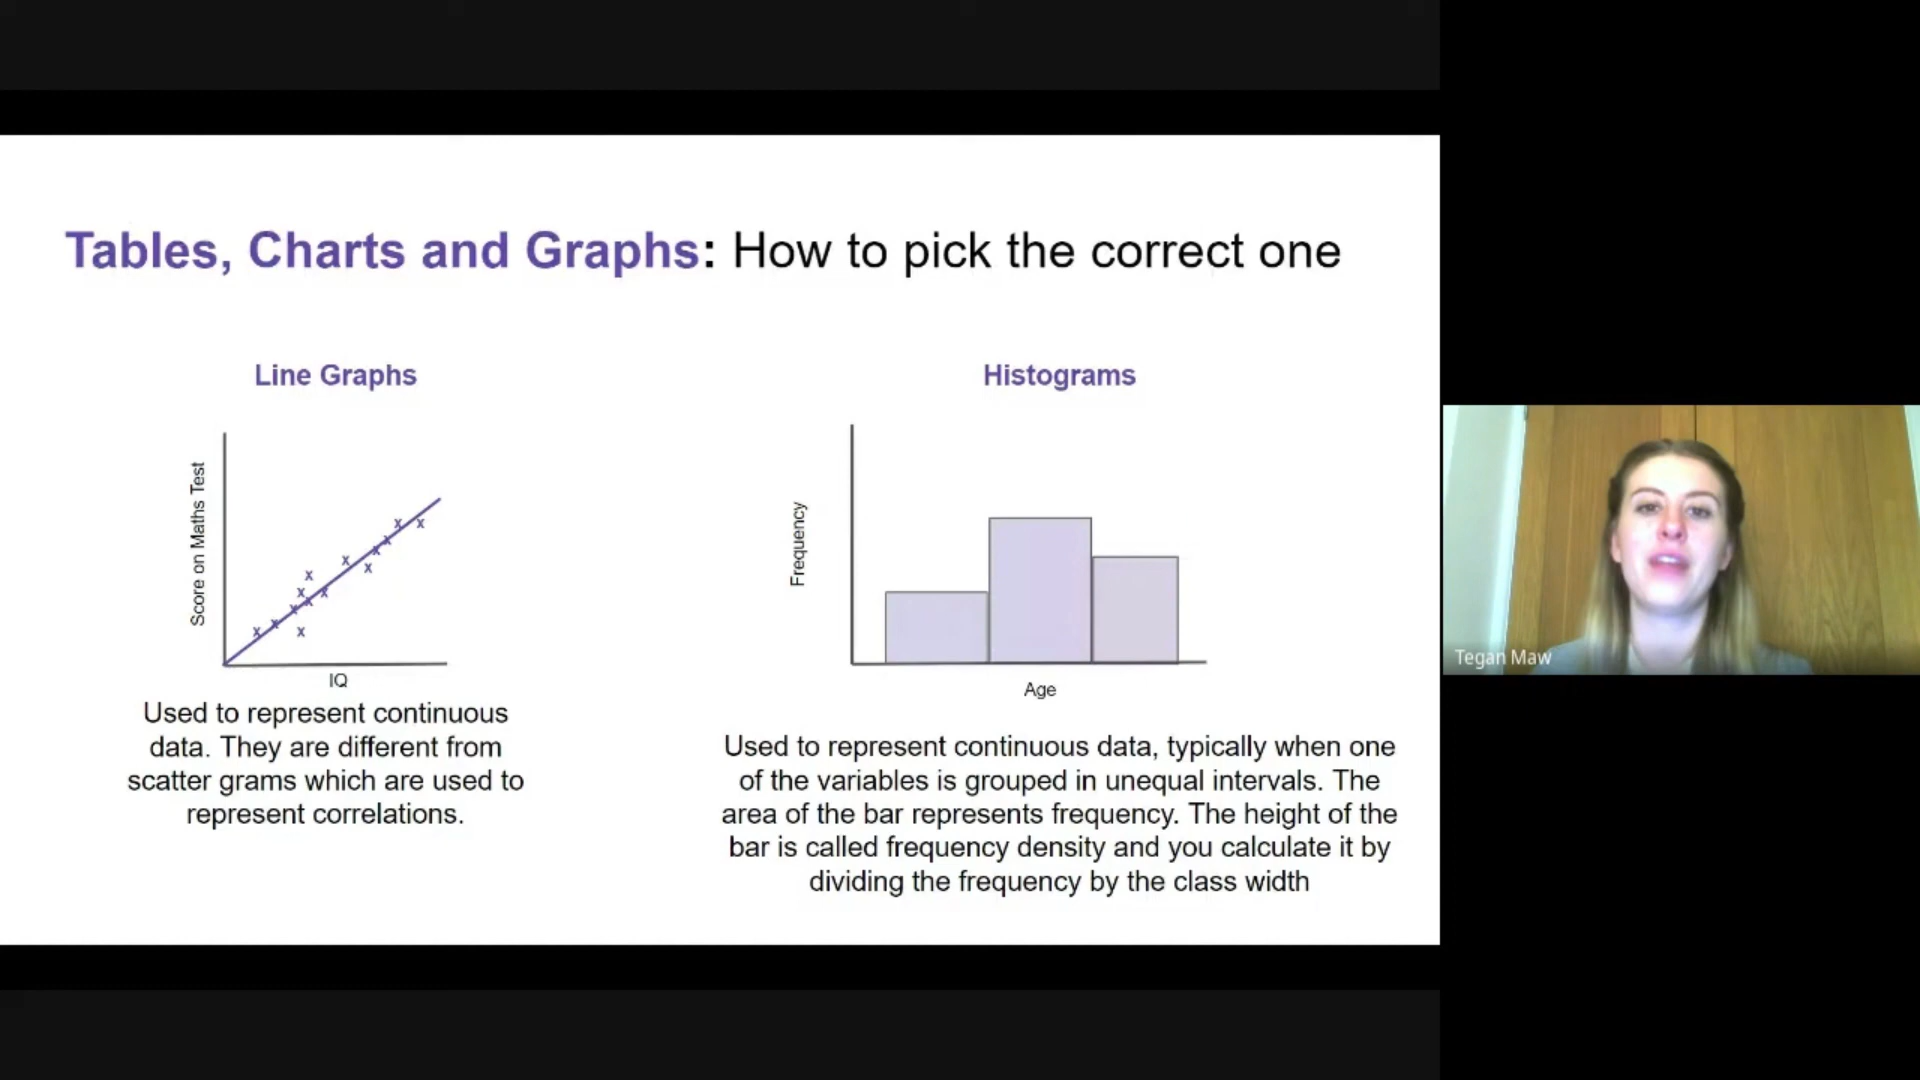 Tables, Charts and Graphs: How to pick the correct one
Line Graphs
Score on Maths Test
IQ
Used to represent continuous
data. They are different from
scatter grams which are used to
represent correlations.
Histograms
Frequency
Age
Used to represent continuous data, typically when one
of the variables is grouped in unequal intervals. The
area of the bar represents frequency. The height of the
bar is called frequency density and you calculate it by
dividing the frequency by the class width
Tegan Maw